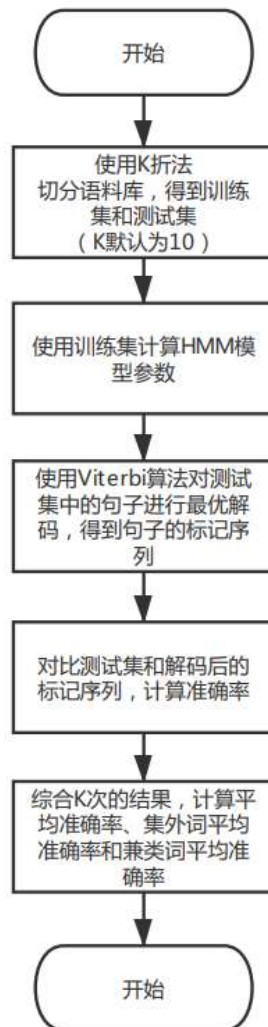 开始
使用K折法
切分语料库，得到训练
集和测试集
（K默认为10）
使用训练集计算HMM模
型参数
使用Viterbi算法对测试
集中的句子进行最优解
码，得到句子的标记序
列
对比测试集和解码后的
标记序列，计算准确率
综合K次的结果，计算平
均准确率、集外词平均
准确率和兼类词平均准
确率
开始